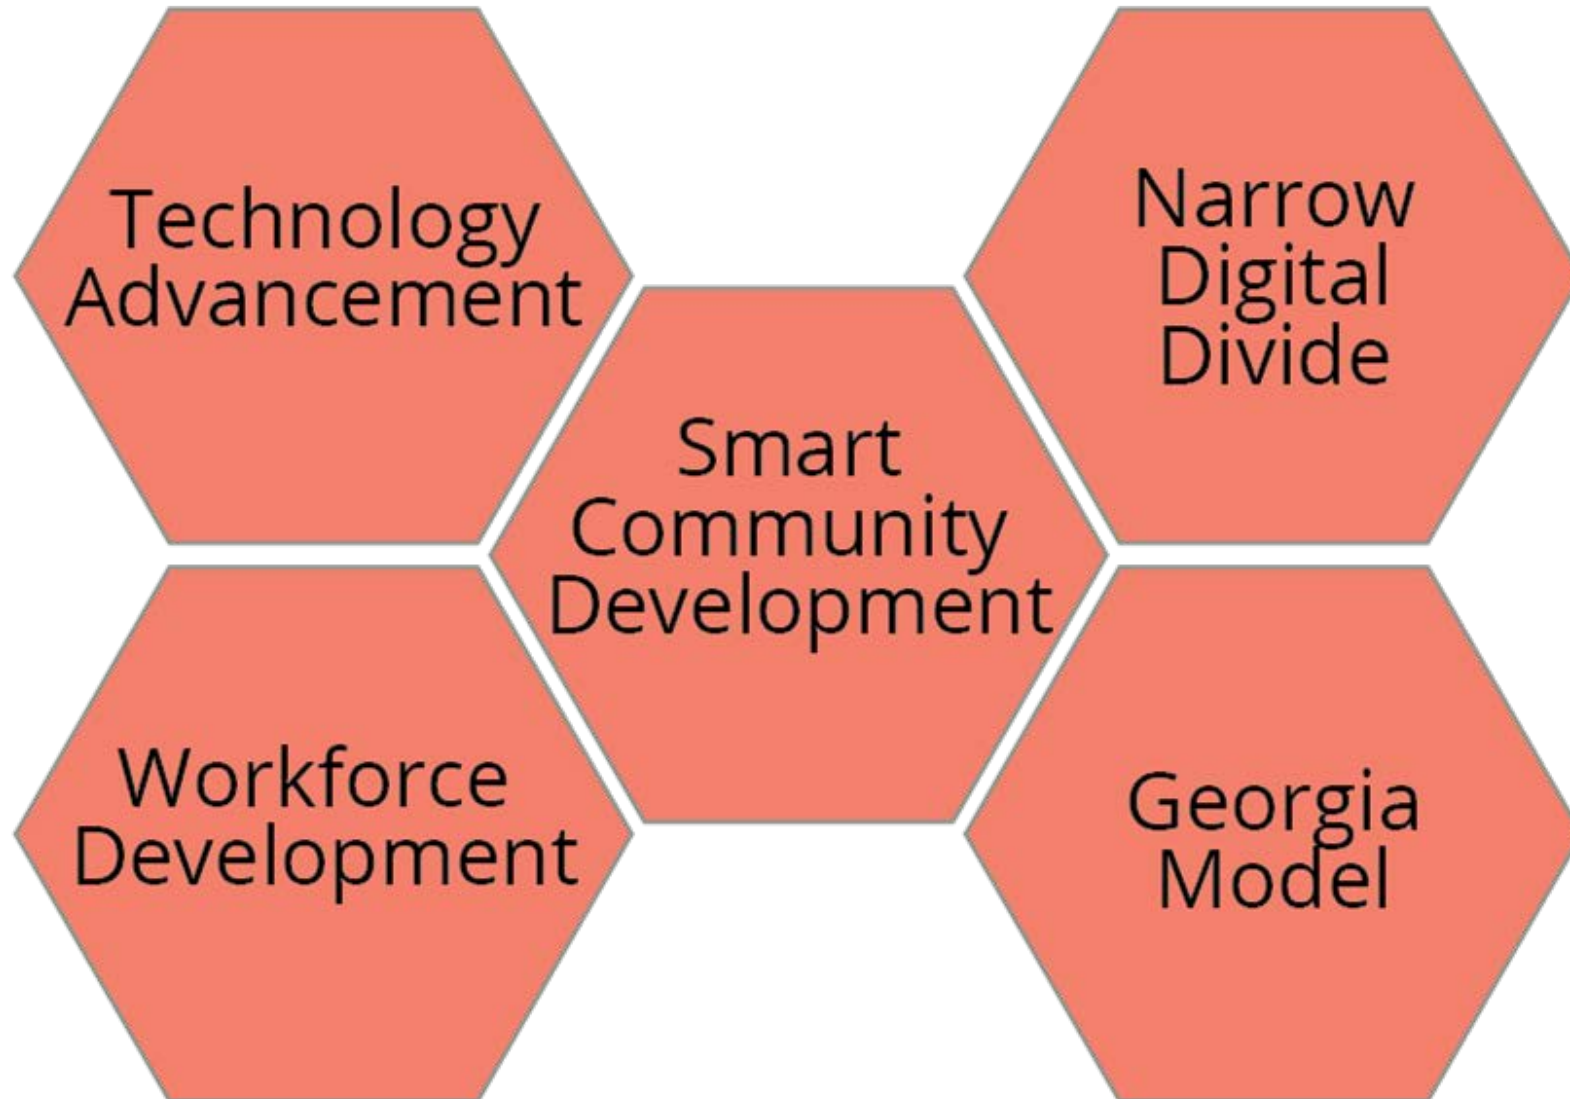 Technology
Advancement
Narrow
Digital
Divide
Smart
Community
Development
Workforce
Development
Georgia
Model